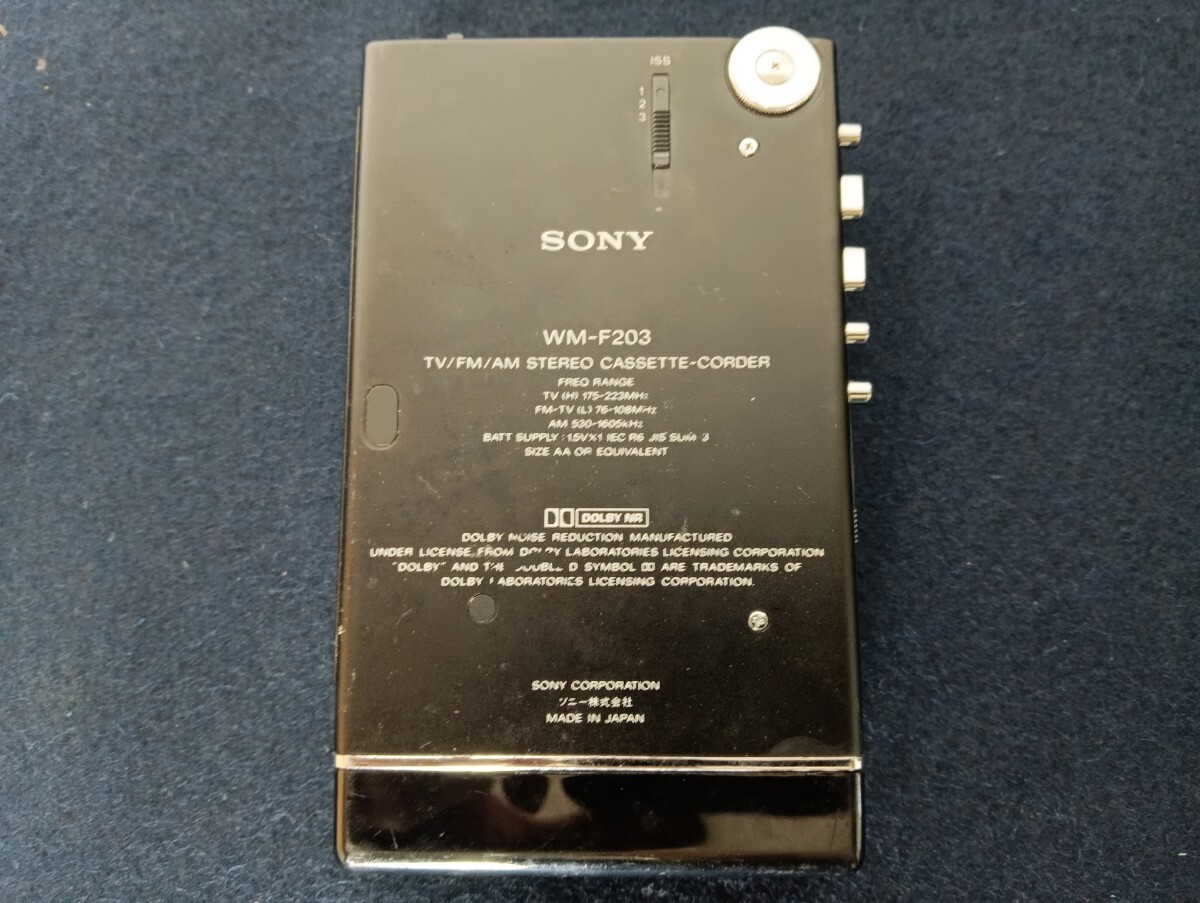 ISS
1
2
3
SONY
WM-F203
TV/FM/AM STEREO CASSETTE-CORDER
FREQ RANGE
TV (H) 175-223MHz
FM-TV (L) 76-108MHz
AM 530-1605kHz
BATT SUPPLY : 1.5V×1 IEC R6 JIS SUM-3
SIZE AA OR EQUIVALENT
DOLBY NR
DOLBY NOISE REDUCTION MANUFACTURED
UNDER LICENSE FROM DOLBY LABORATORIES LICENSING CORPORATION
"DOLBY" AND THE DOUBLE D SYMBOL ARE TRADEMARKS OF
DOLBY LABORATORIES LICENSING CORPORATION.
SONY CORPORATION
ソニー株式会社
MADE IN JAPAN